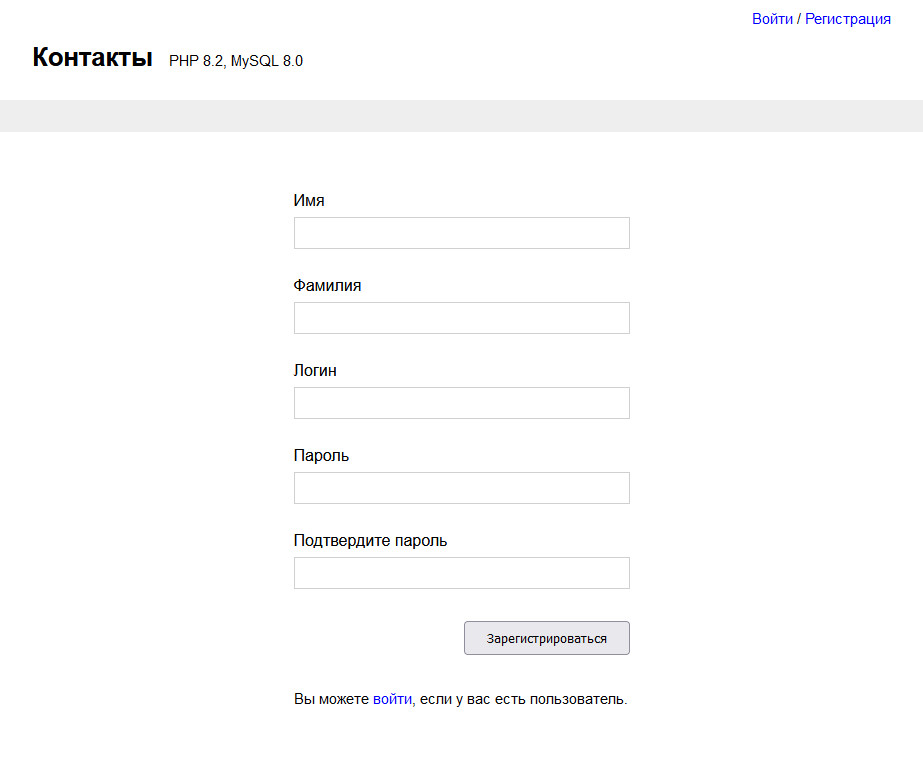 Войти / Регистрация
Контакты PHP 8.2, MySQL 8.0
Имя
Фамилия
Логин
Пароль
Подтвердите пароль
Зарегистрироваться
Вы можете войти, если у вас есть пользователь.